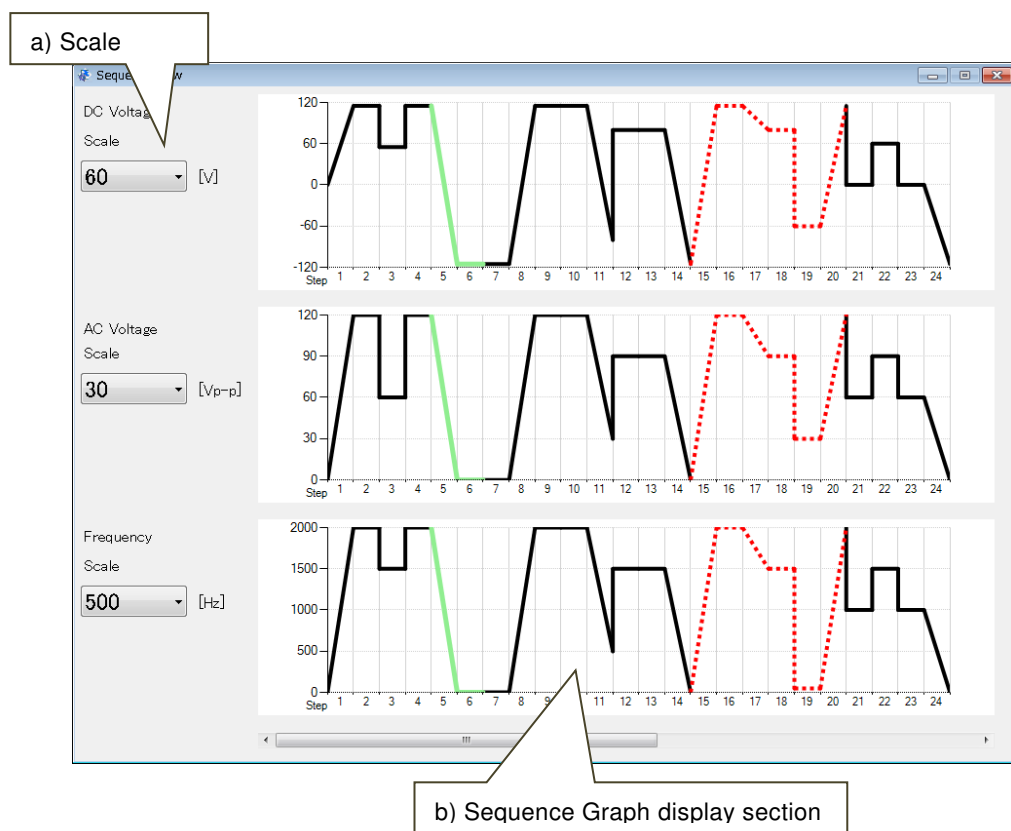 a) Scale
DC Voltag
Scale
60 [V]
120
60
0
-60
-120
Step 1 2 3 4 5 6 7 8 9 10 11 12 13 14 15 16 17 18 19 20 21 22 23 24
AC Voltage
Scale
30 [Vp-p]
120
90
60
30
0
Step 1 2 3 4 5 6 7 8 9 10 11 12 13 14 15 16 17 18 19 20 21 22 23 24
Frequency
Scale
500 [Hz]
2000
1500
1000
500
0
Step 1 2 3 4 5 6 7 8 9 11 12 13 14 15 16 17 18 19 20 21 22 23 24
b) Sequence Graph display section